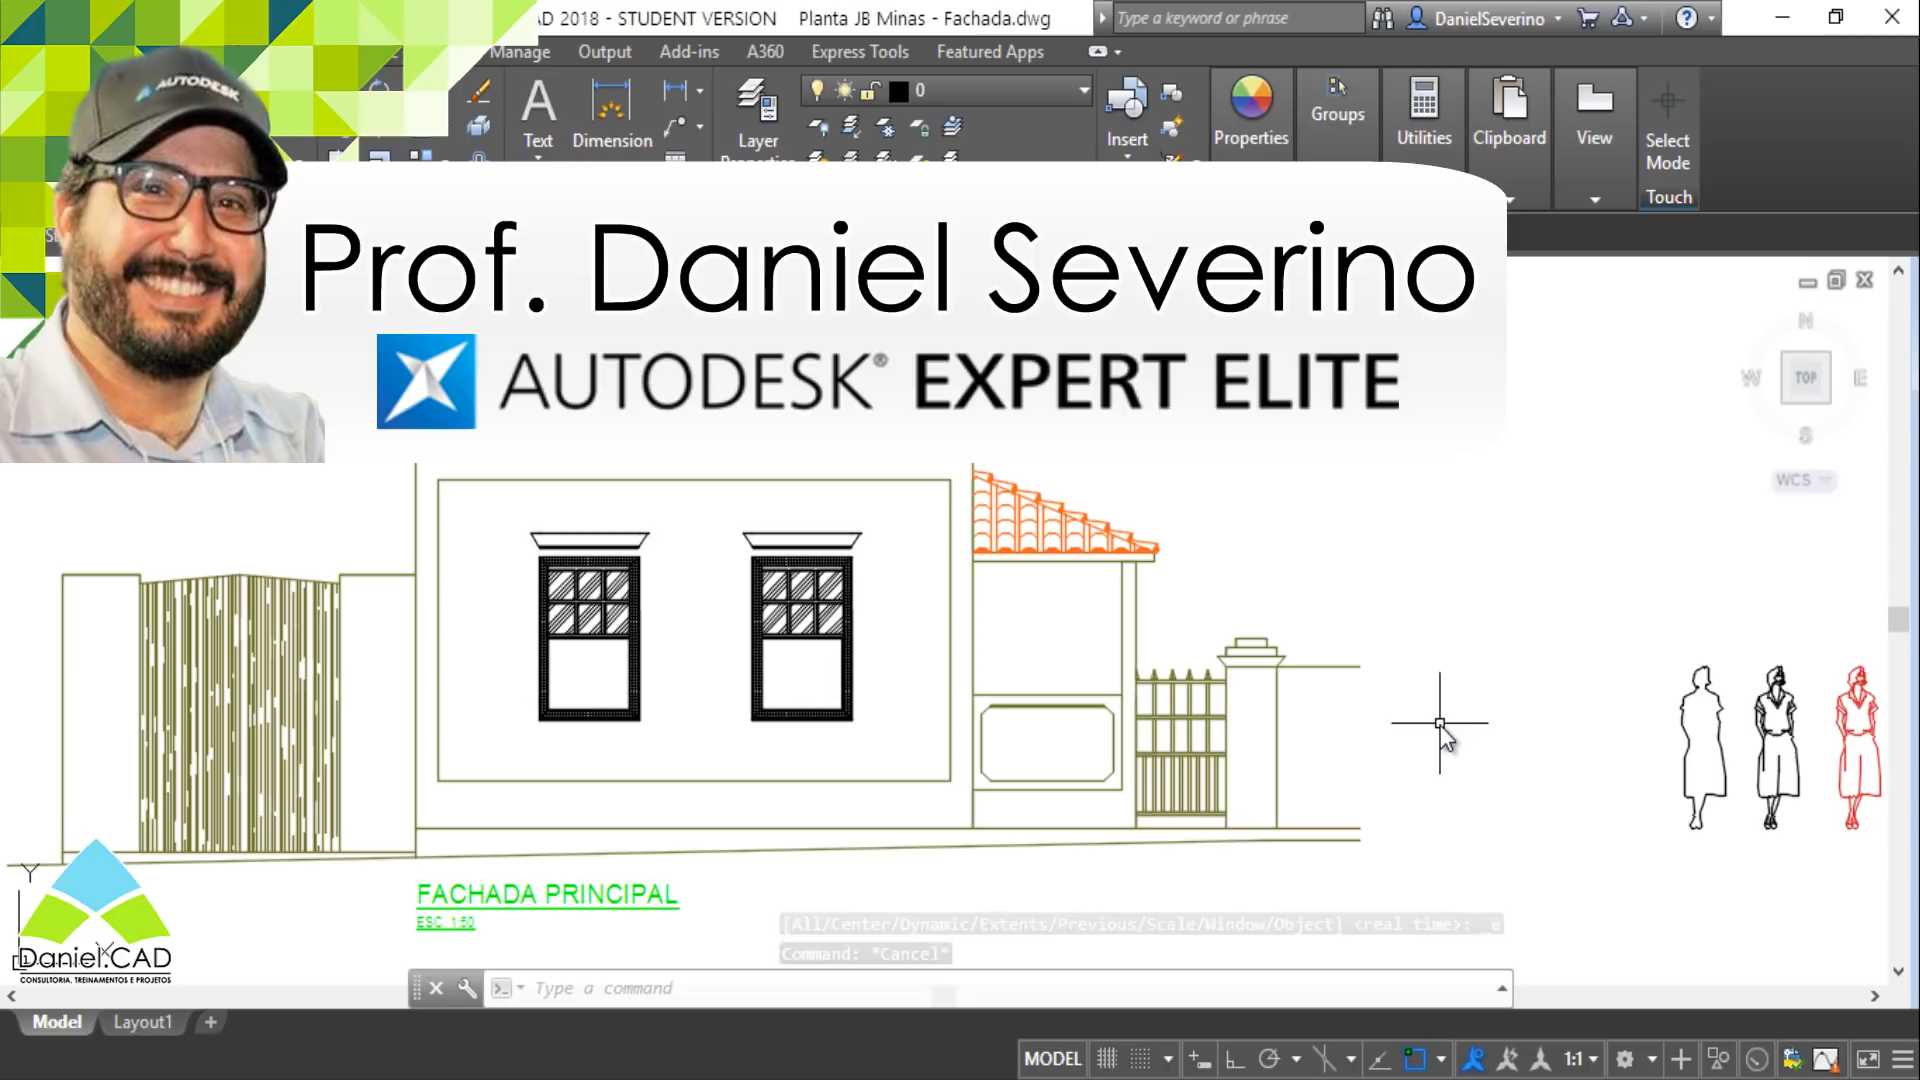 AD 2018 - STUDENT VERSION Planta JB Minas - Fachada.dwg
Type a keyword or phrase
DanielSeverino
Manage Output Add-ins A360 Express Tools Featured Apps
AUTODESK
Text
Dimension
Layer
0
Insert
Properties
Groups
Utilities
Clipboard
View
Select
Mode
Touch
Prof. Daniel Severino
AUTODESK® EXPERT ELITE
N
W TOP E
S
WCS
Y
FACHADA PRINCIPAL
ESC. 1:50
[All/Center/Dynamic/Extents/Previous/Scale/Window/Object] <real time>: _e
Command: *Cancel*
Type a command
Daniel.CAD
CONSULTORIA, TREINAMENTOS E PROJETOS
Model Layout1 +
MODEL
1:1